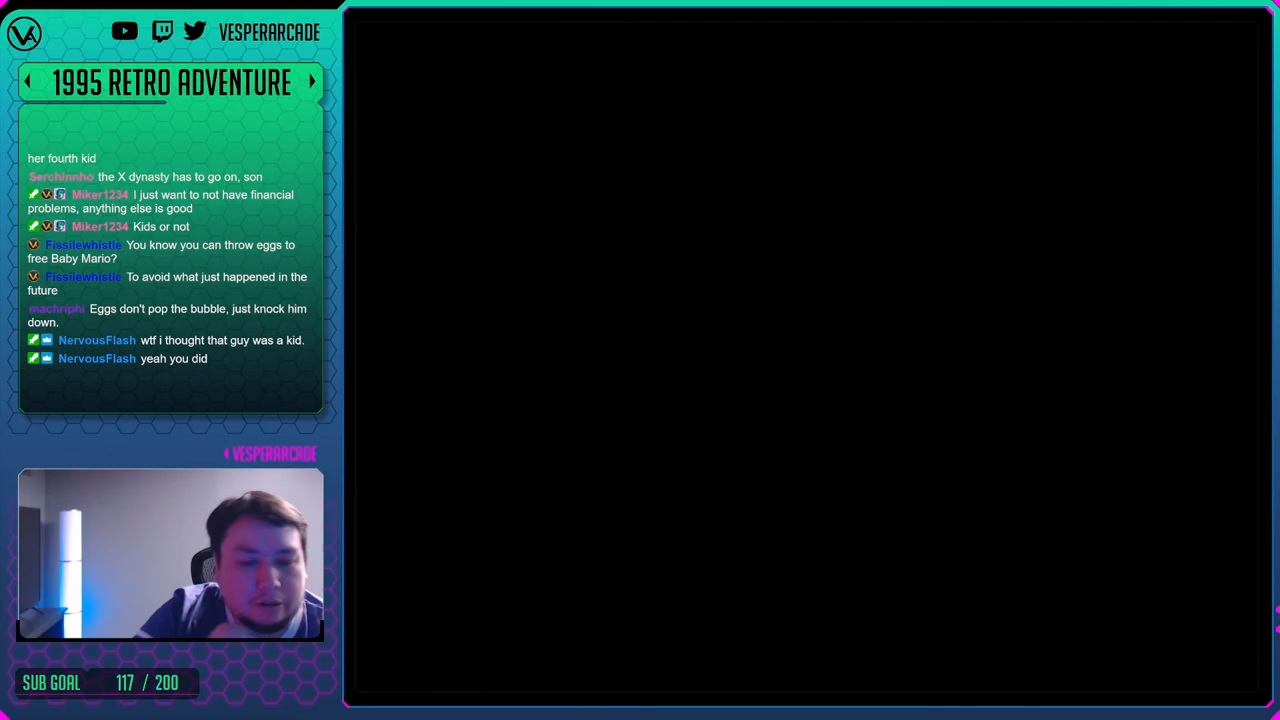 VESPERARCADE
1995 RETRO ADVENTURE
her fourth kid
Serchinnho the X dynasty has to go on, son
Miker1234 I just want to not have financial
problems, anything else is good
Miker1234 Kids or not
Fissilewhistle You know you can throw eggs to
free Baby Mario?
Fissilewhistle To avoid what just happened in the
future
machriphi Eggs don't pop the bubble, just knock him
down.
NervousFlash wtf i thought that guy was a kid.
NervousFlash yeah you did
VESPERARCADE
SUB GOAL 117 / 200